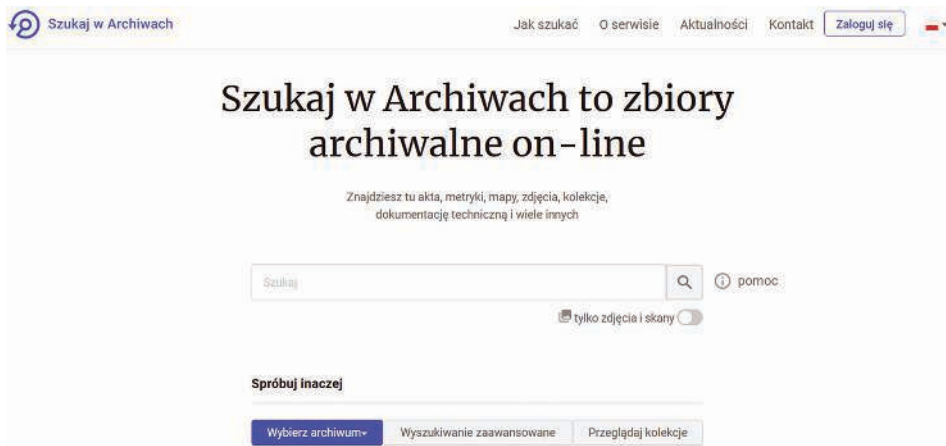 Szukaj w Archiwach
Jak szukać O serwisie Aktualności Kontakt Zaloguj się
Szukaj w Archiwach to zbiory
archiwalne on-line
Znajdziesz tu akta, metryki, mapy, zdjęcia, kolekcje,
dokumentację techniczną i wiele innych
Szukaj
pomoc
tylko zdjęcia i skany
Spróbuj inaczej
Wybierz archiwum Wyszukiwanie zaawansowane Przeglądaj kolekcje